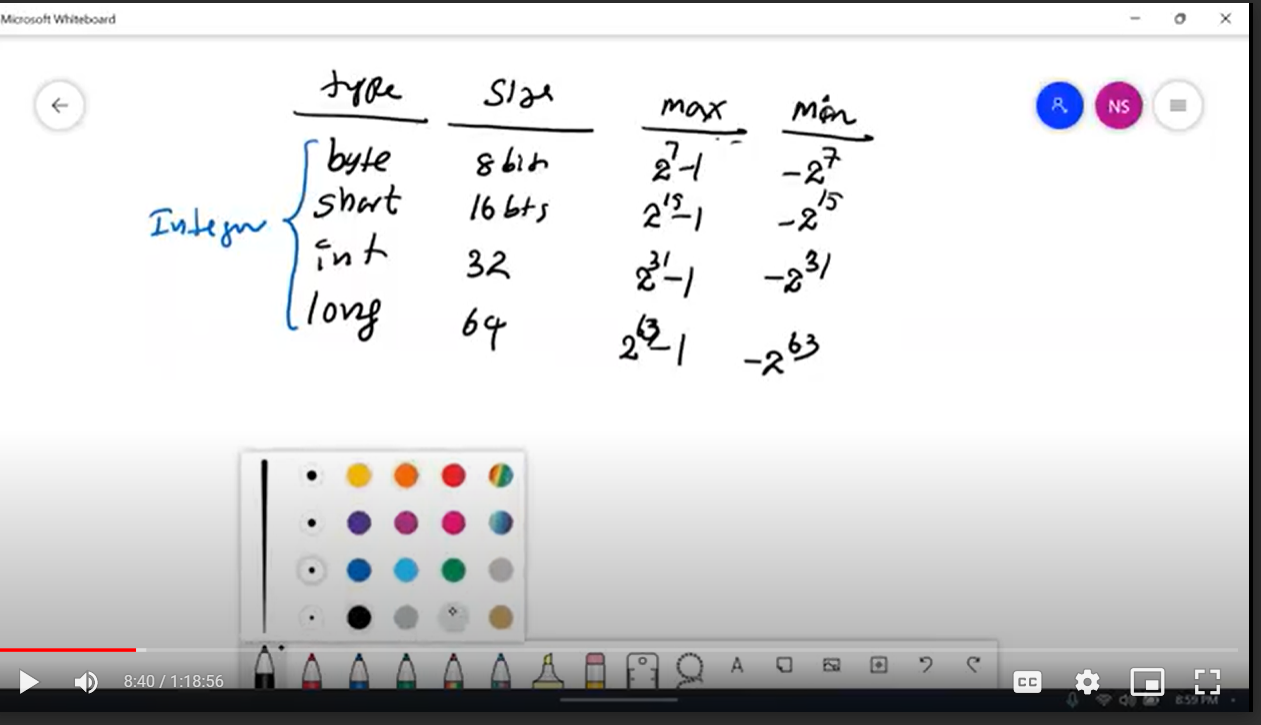 Microsoft Whiteboard
NS
type size max min
byte 8 bits 2^7-1 -2^7
short 16 bits 2^15-1 -2^15
Integer
int 32 2^31-1 -2^31
long 64 2^63-1 -2^63
A
8:40 / 1:18:56
CC
8:59 PM